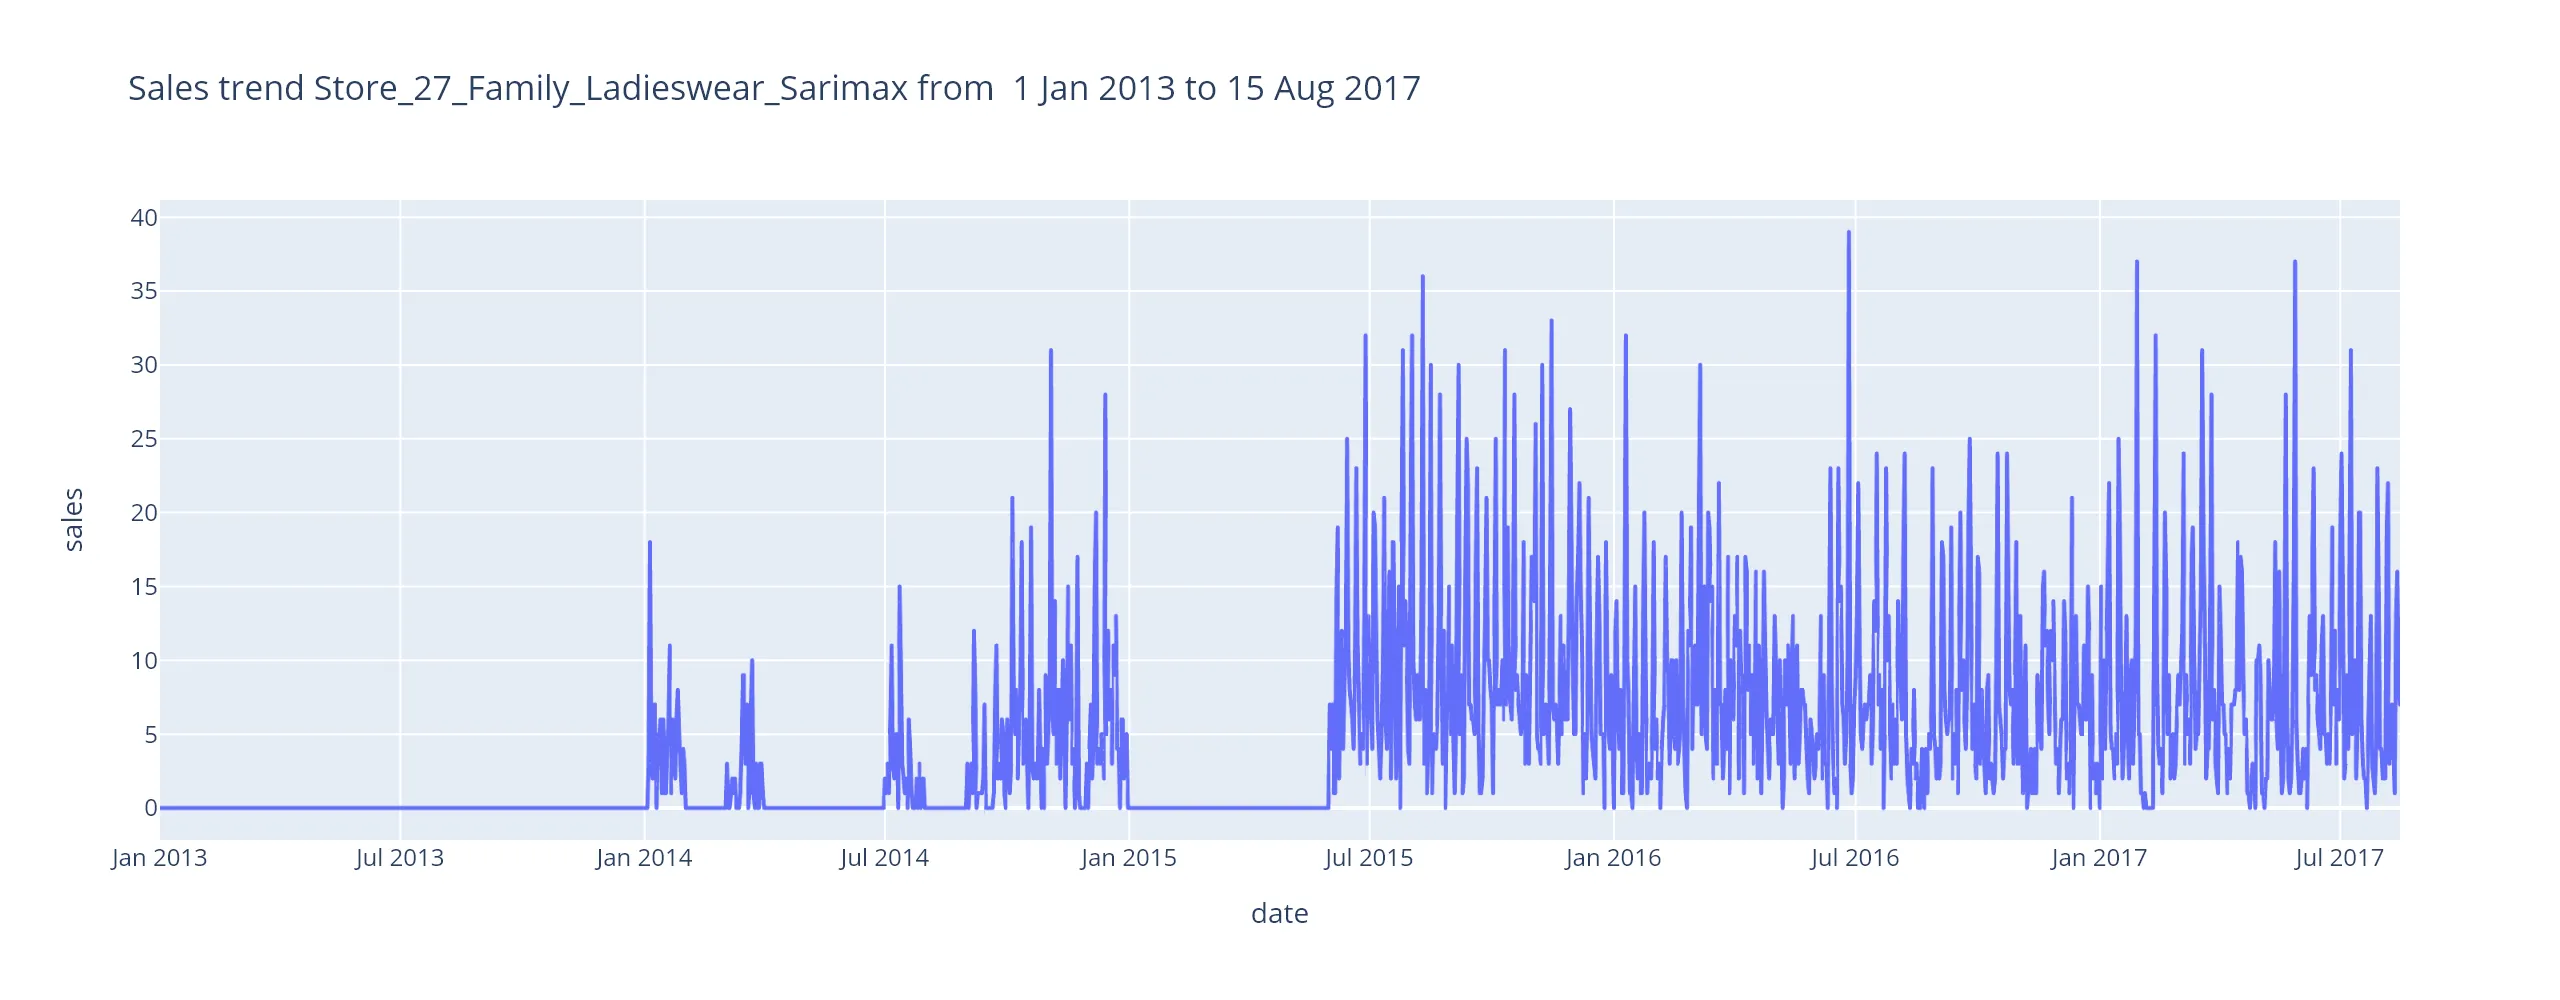 Sales trend Store_27_Family_Ladieswear_Sarimax from  1 Jan 2013 to 15 Aug 2017
40
35
30
25
20
15
10
5
0
sales
Jan 2013 Jul 2013 Jan 2014 Jul 2014 Jan 2015 Jul 2015 Jan 2016 Jul 2016 Jan 2017 Jul 2017
date